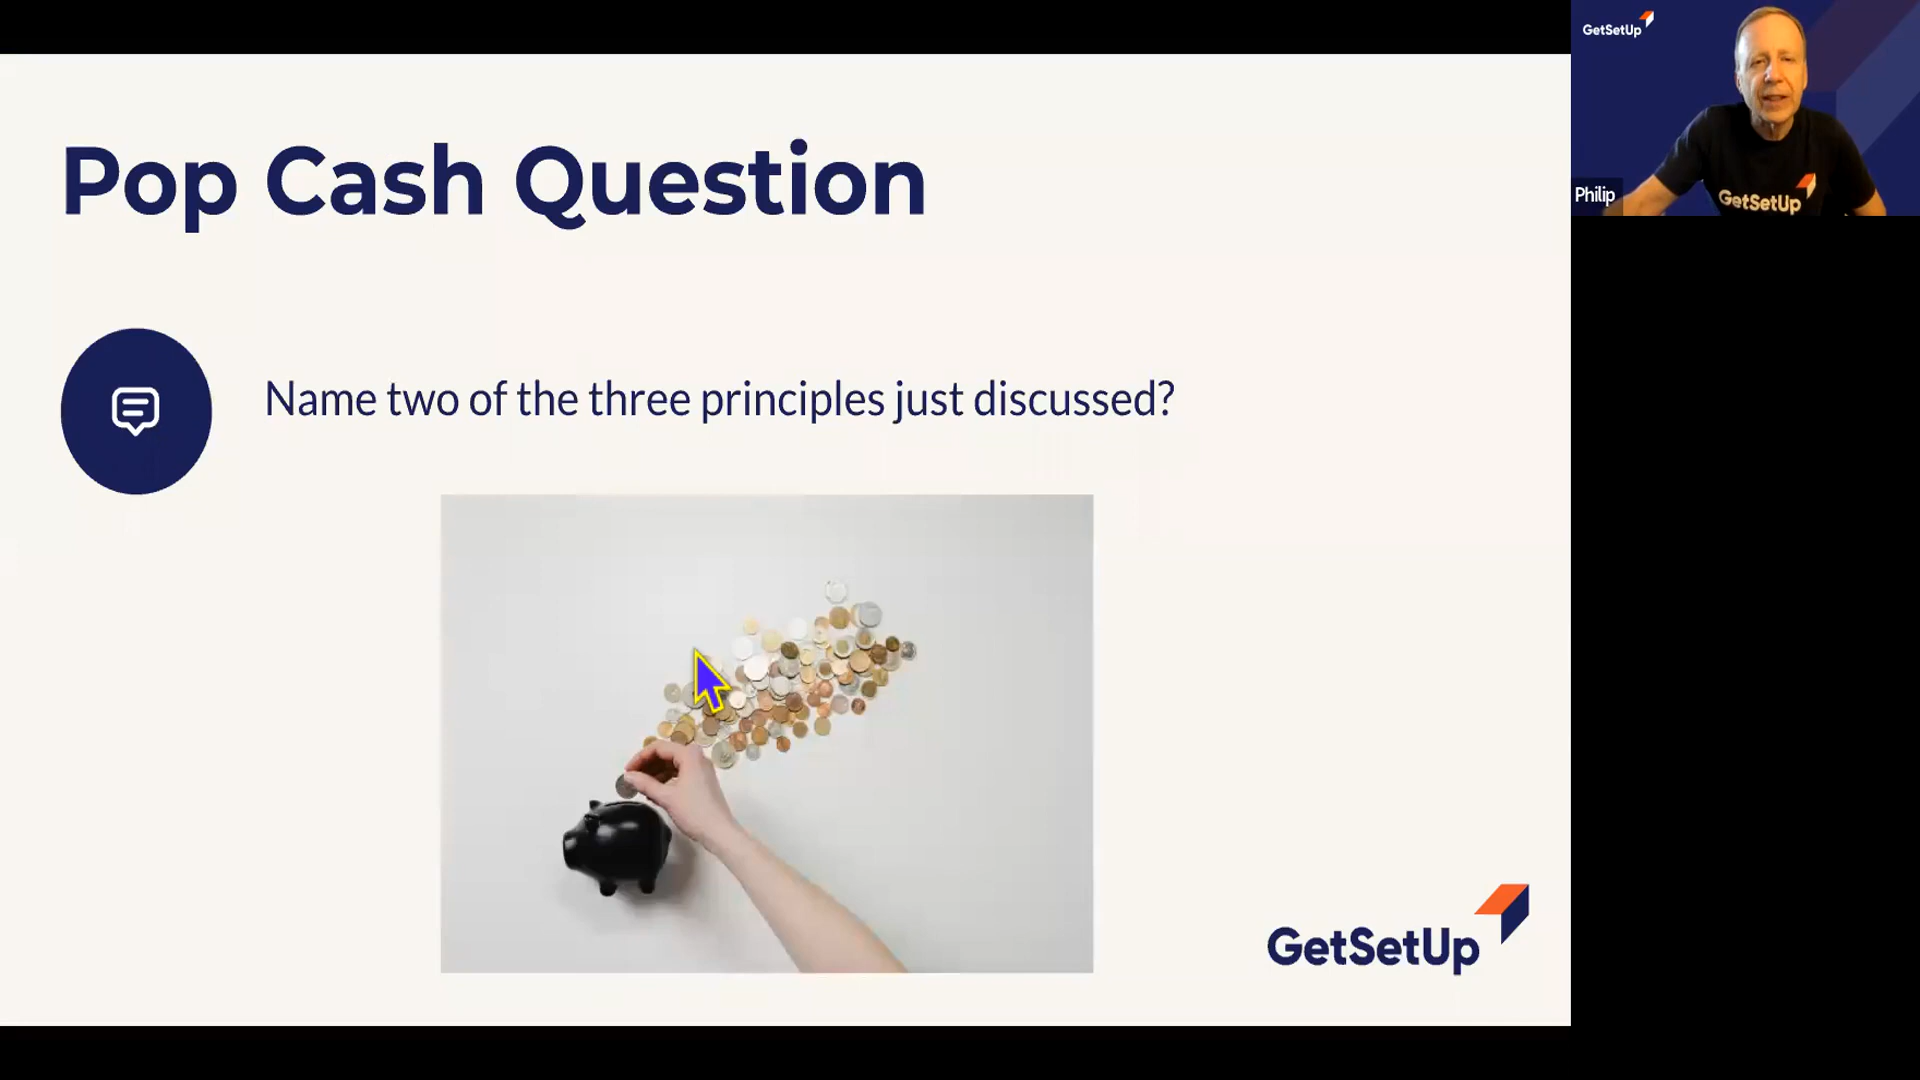 Pop Cash Question
Name two of the three principles just discussed?
GetSetUp
GetSetUp
Philip
GetSetUp